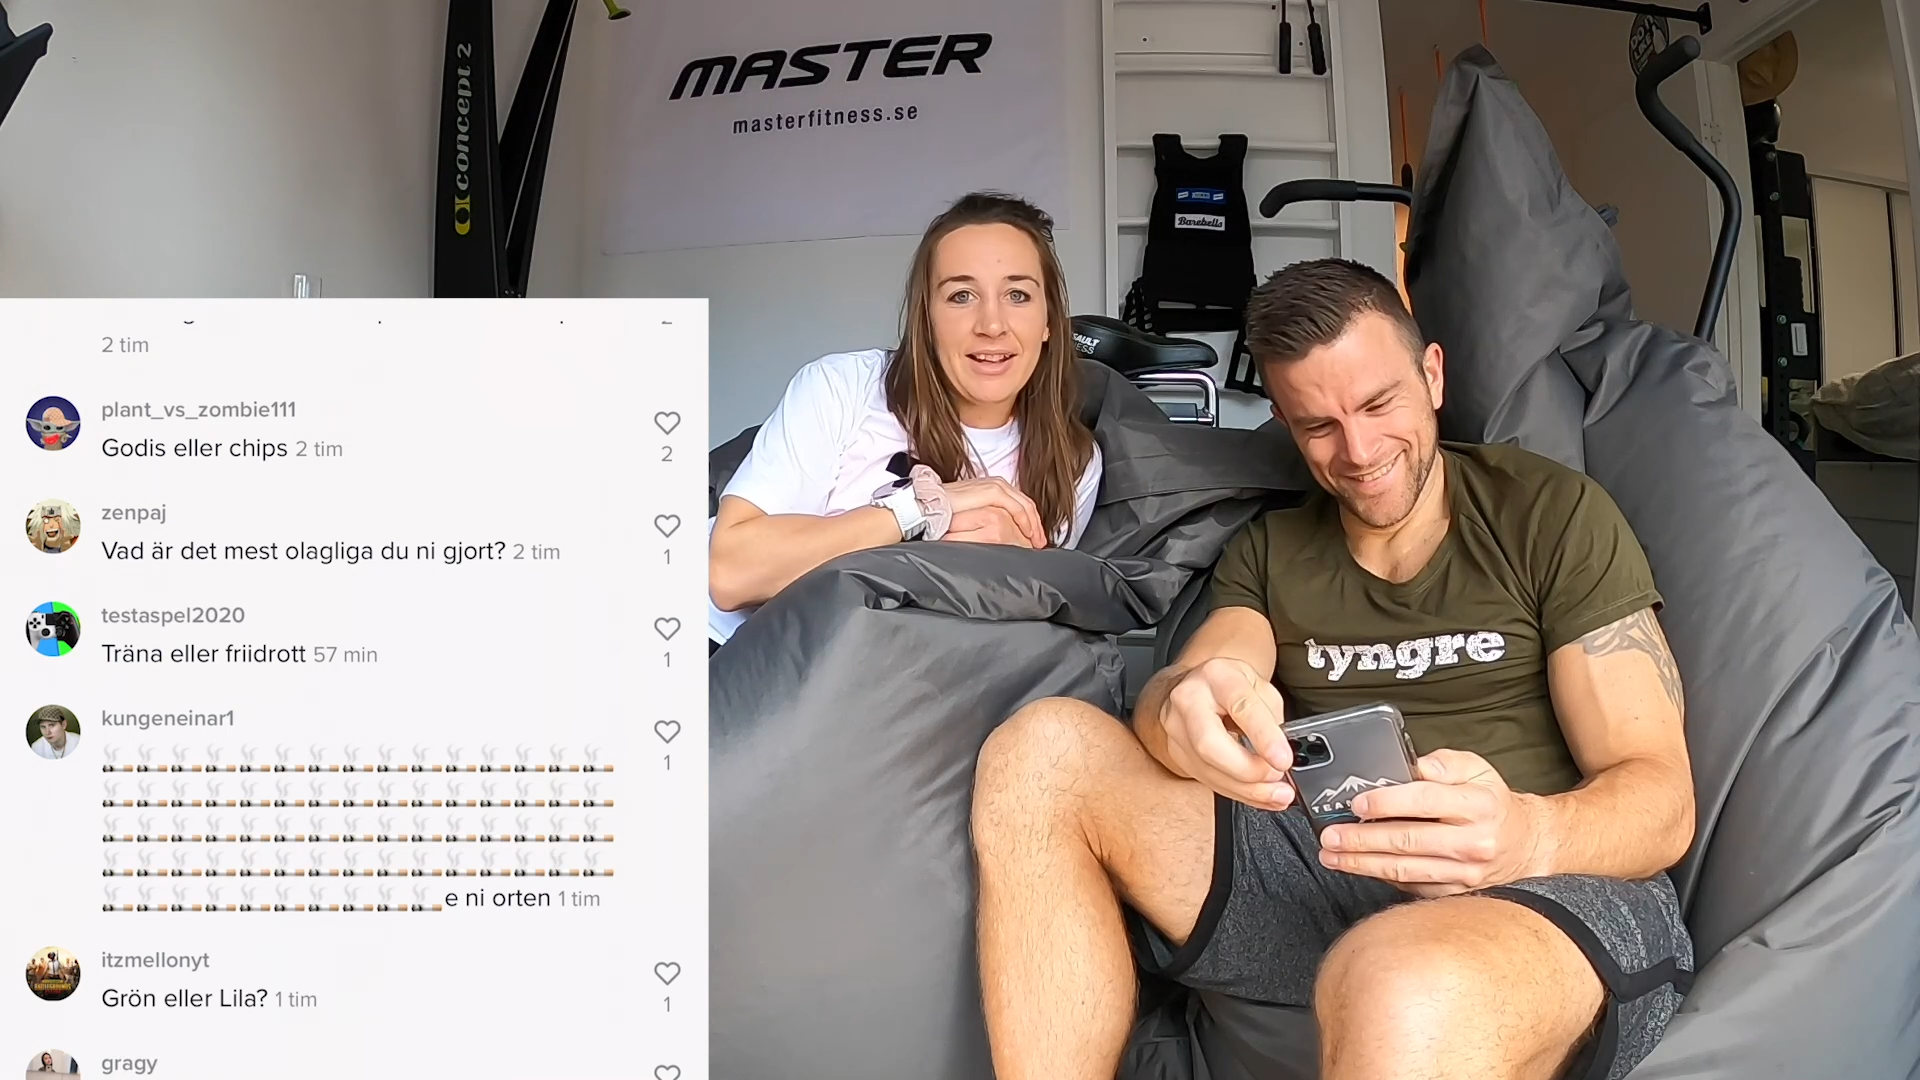 concept 2
MASTER
masterfitness.se
Barebells
tyngre
2 tim
plant_vs_zombie111
Godis eller chips 2 tim
2
zenpaj
Vad är det mest olagliga du ni gjort? 2 tim
1
testaspel2020
Träna eller friidrott 57 min
1
kungeneinar1
1
e ni orten 1 tim
itzmellonyt
Grön eller Lila? 1 tim
1
gragy